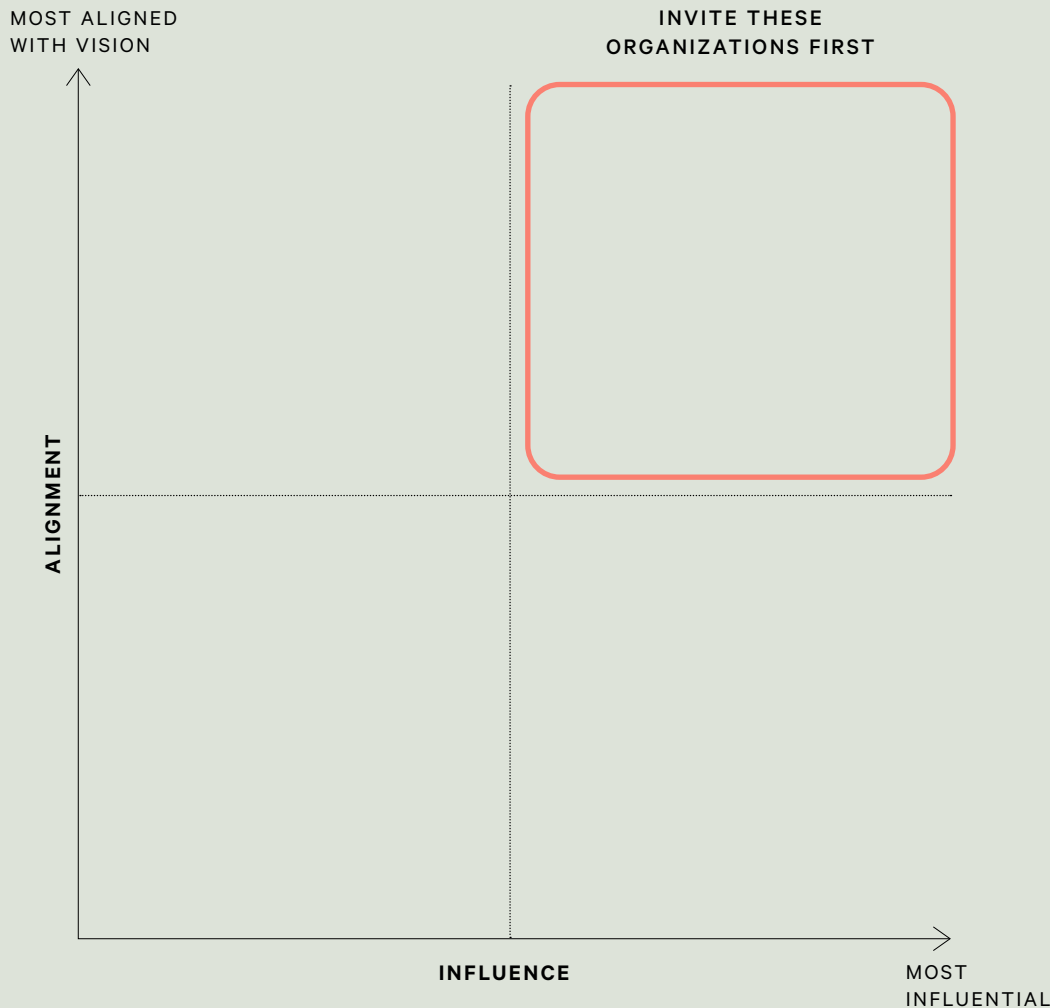 MOST ALIGNED
WITH VISION
INVITE THESE
ORGANIZATIONS FIRST
ALIGNMENT
INFLUENCE
MOST
INFLUENTIAL